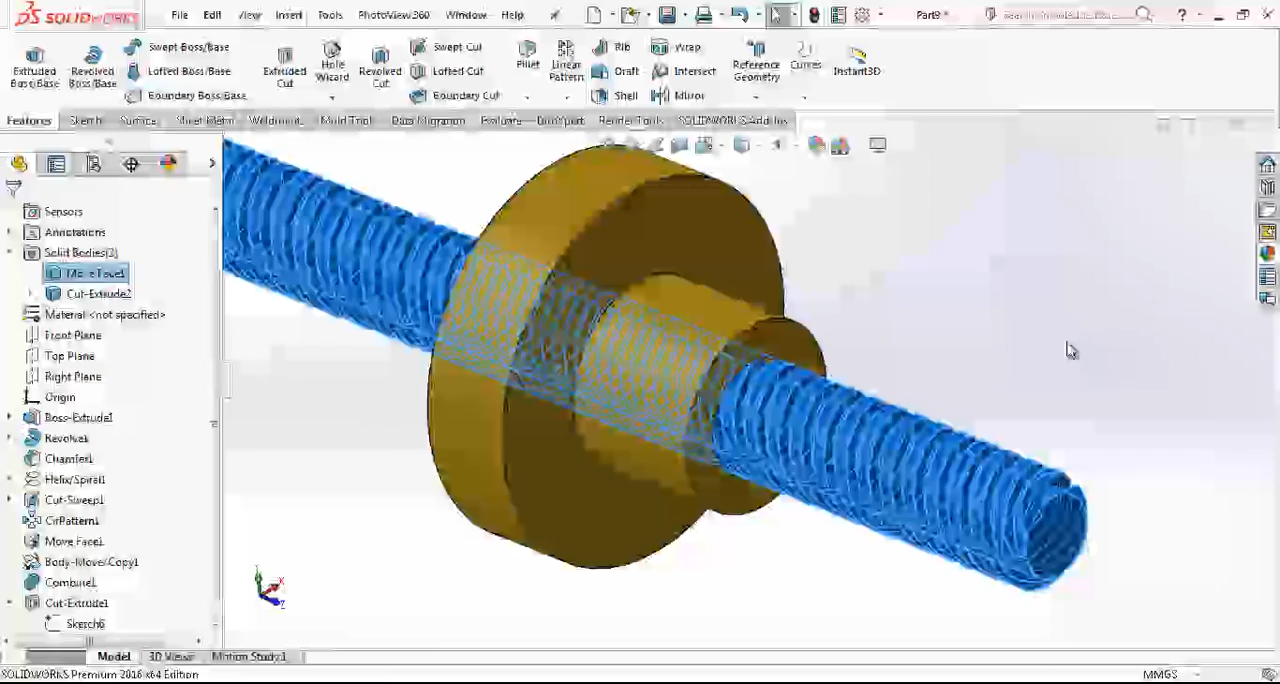 SOLIDWORKS File Edit View Insert Tools PhotoView 360 Window Help Part9 * ?
Extruded Boss/Base
Revolved Boss/Base
Swept Boss/Base
Lofted Boss/Base
Boundary Boss/Base
Extruded Cut
Hole Wizard
Revolved Cut
Swept Cut
Lofted Cut
Boundary Cut
Fillet
Linear Pattern
Rib
Draft
Shell
Wrap
Intersect
Mirror
Reference Geometry
Curves
Instant3D
Features Sketch Surface Sheet Metal Weldments Mold Tools Data Migration Evaluate DimXpert Render Tools SOLIDWORKS Add-Ins
Sensors
Annotations
Solid Bodies(2)
Move Face1
Cut-Extrude2
Material <not specified>
Front Plane
Top Plane
Right Plane
Origin
Boss-Extrude1
Revolve1
Chamfer1
Helix/Spiral1
Cut-Sweep1
CirPattern1
Move Face1
Body-Move/Copy1
Combine1
Cut-Extrude1
Sketch6
Model 3D Views Motion Study 1
SOLIDWORKS Premium 2016 x64 Edition MMGS